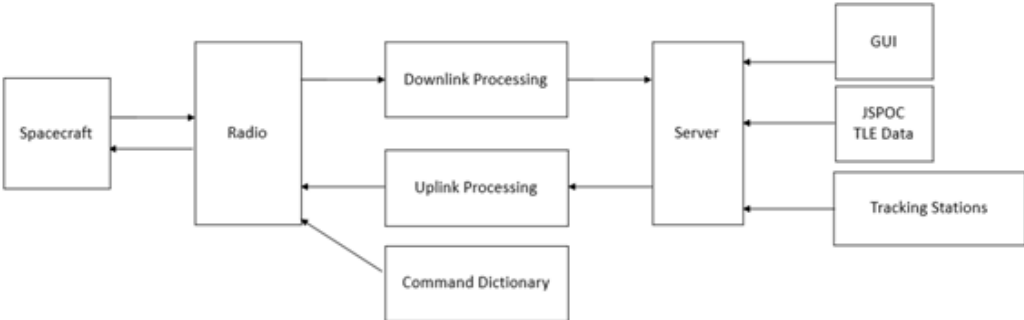 Spacecraft
Radio
Downlink Processing
Uplink Processing
Command Dictionary
Server
GUI
JSPOC
TLE Data
Tracking Stations